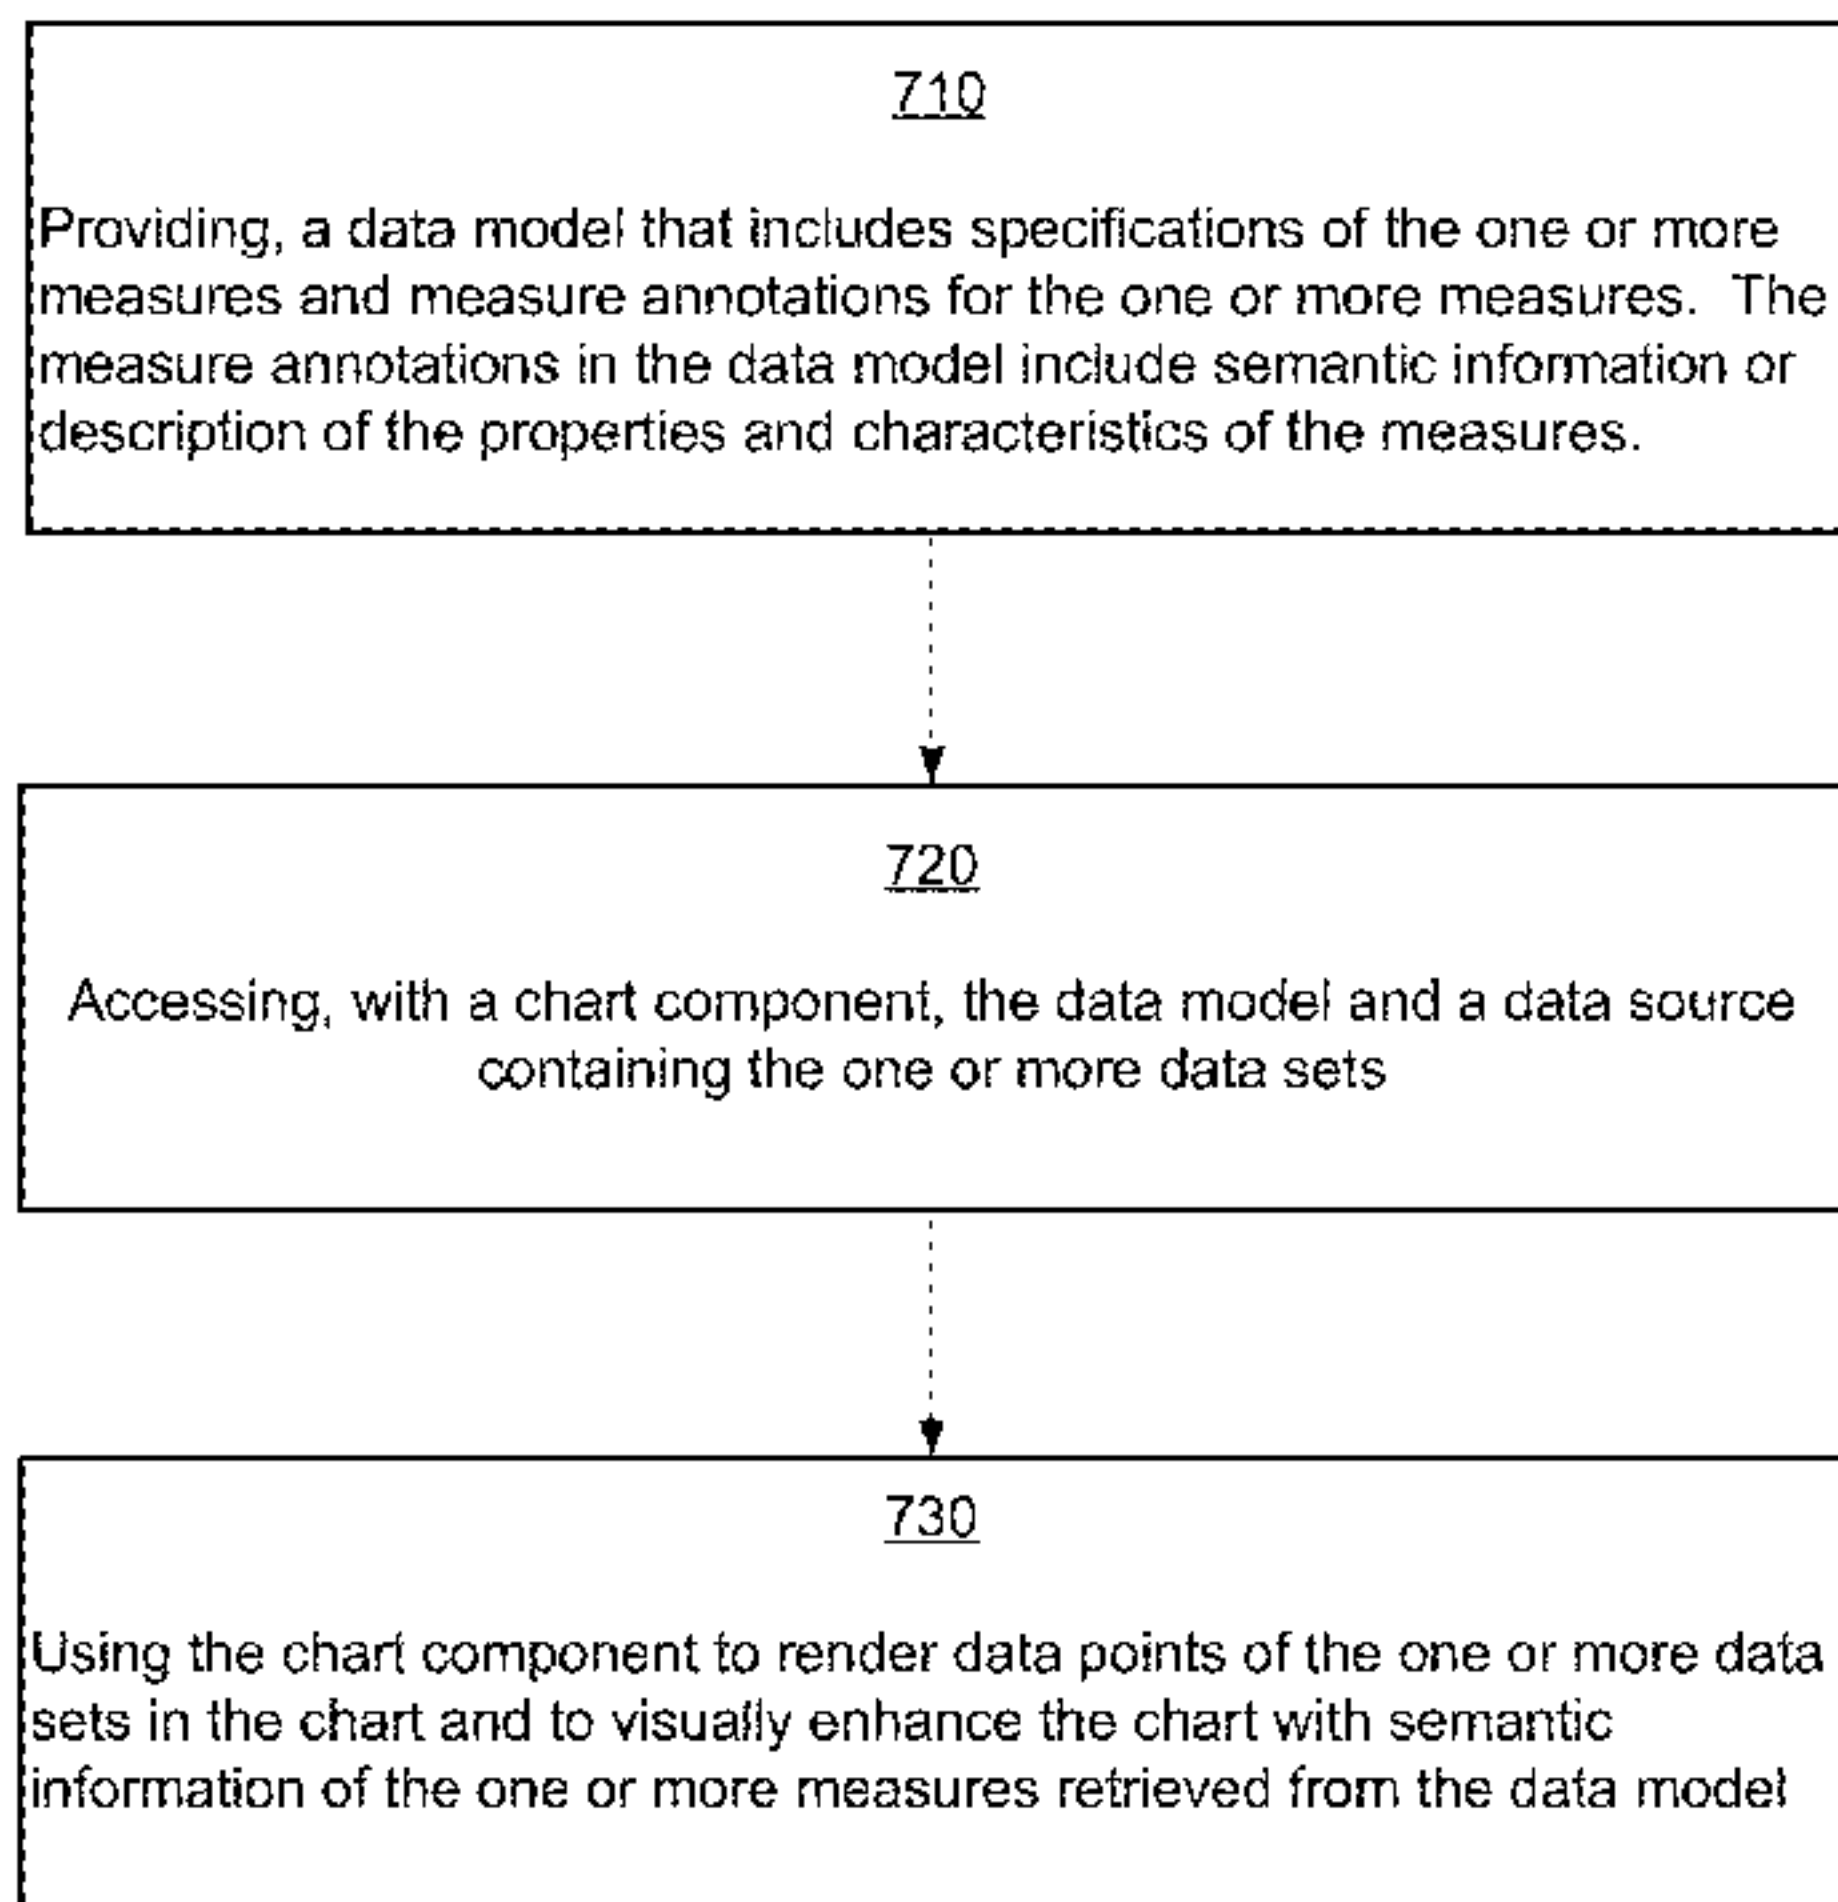 710
Providing, a data model that includes specifications of the one or more
measures and measure annotations for the one or more measures. The
measure annotations in the data model include semantic information or
description of the properties and characteristics of the measures.
720
Accessing, with a chart component, the data model and a data source
containing the one or more data sets
730
Using the chart component to render data points of the one or more data
sets in the chart and to visually enhance the chart with semantic
information of the one or more measures retrieved from the data model